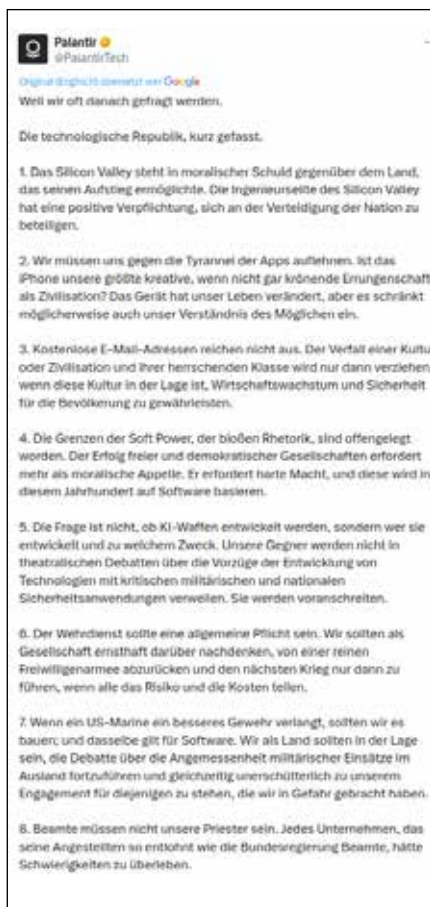 Palantir
@PalantirTech
Original (Englisch) übersetzt von Google
Weil wir oft danach gefragt werden.
Die technologische Republik, kurz gefasst.
1. Das Silicon Valley steht in moralischer Schuld gegenüber dem Land,
das seinen Aufstieg ermöglichte. Die Ingenieurselite des Silicon Valley
hat eine positive Verpflichtung, sich an der Verteidigung der Nation zu
beteiligen.
2. Wir müssen uns gegen die Tyrannei der Apps auflehnen. Ist das
iPhone unsere größte kreative, wenn nicht gar krönende Errungenschaft
als Zivilisation? Das Gerät hat unser Leben verändert, aber es schränkt
möglicherweise auch unser Verständnis des Möglichen ein.
3. Kostenlose E-Mail-Adressen reichen nicht aus. Der Verfall einer Kultu
oder Zivilisation und ihrer herrschenden Klasse wird nur dann verziehen
wenn diese Kultur in der Lage ist, Wirtschaftswachstum und Sicherheit
für die Bevölkerung zu gewährleisten.
4. Die Grenzen der Soft Power, der bloßen Rhetorik, sind offengelegt
worden. Der Erfolg freier und demokratischer Gesellschaften erfordert
mehr als moralische Appelle. Er erfordert harte Macht, und diese wird in
diesem Jahrhundert auf Software basieren.
5. Die Frage ist nicht, ob KI-Waffen entwickelt werden, sondern wer sie
entwickelt und zu welchem Zweck. Unsere Gegner werden nicht in
theatralischen Debatten über die Vorzüge der Entwicklung von
Technologien mit kritischen militärischen und nationalen
Sicherheitsanwendungen verweilen. Sie werden voranschreiten.
6. Der Wehrdienst sollte eine allgemeine Pflicht sein. Wir sollten als
Gesellschaft ernsthaft darüber nachdenken, von einer reinen
Freiwilligenarmee abzurücken und den nächsten Krieg nur dann zu
führen, wenn alle das Risiko und die Kosten teilen.
7. Wenn ein US-Marine ein besseres Gewehr verlangt, sollten wir es
bauen; und dasselbe gilt für Software. Wir als Land sollten in der Lage
sein, die Debatte über die Angemessenheit militärischer Einsätze im
Ausland fortzuführen und gleichzeitig unerschütterlich zu unserem
Engagement für diejenigen zu stehen, die wir in Gefahr gebracht haben.
8. Beamte müssen nicht unsere Priester sein. Jedes Unternehmen, das
seine Angestellten so entlohnt wie die Bundesregierung Beamte, hätte
Schwierigkeiten zu überleben.